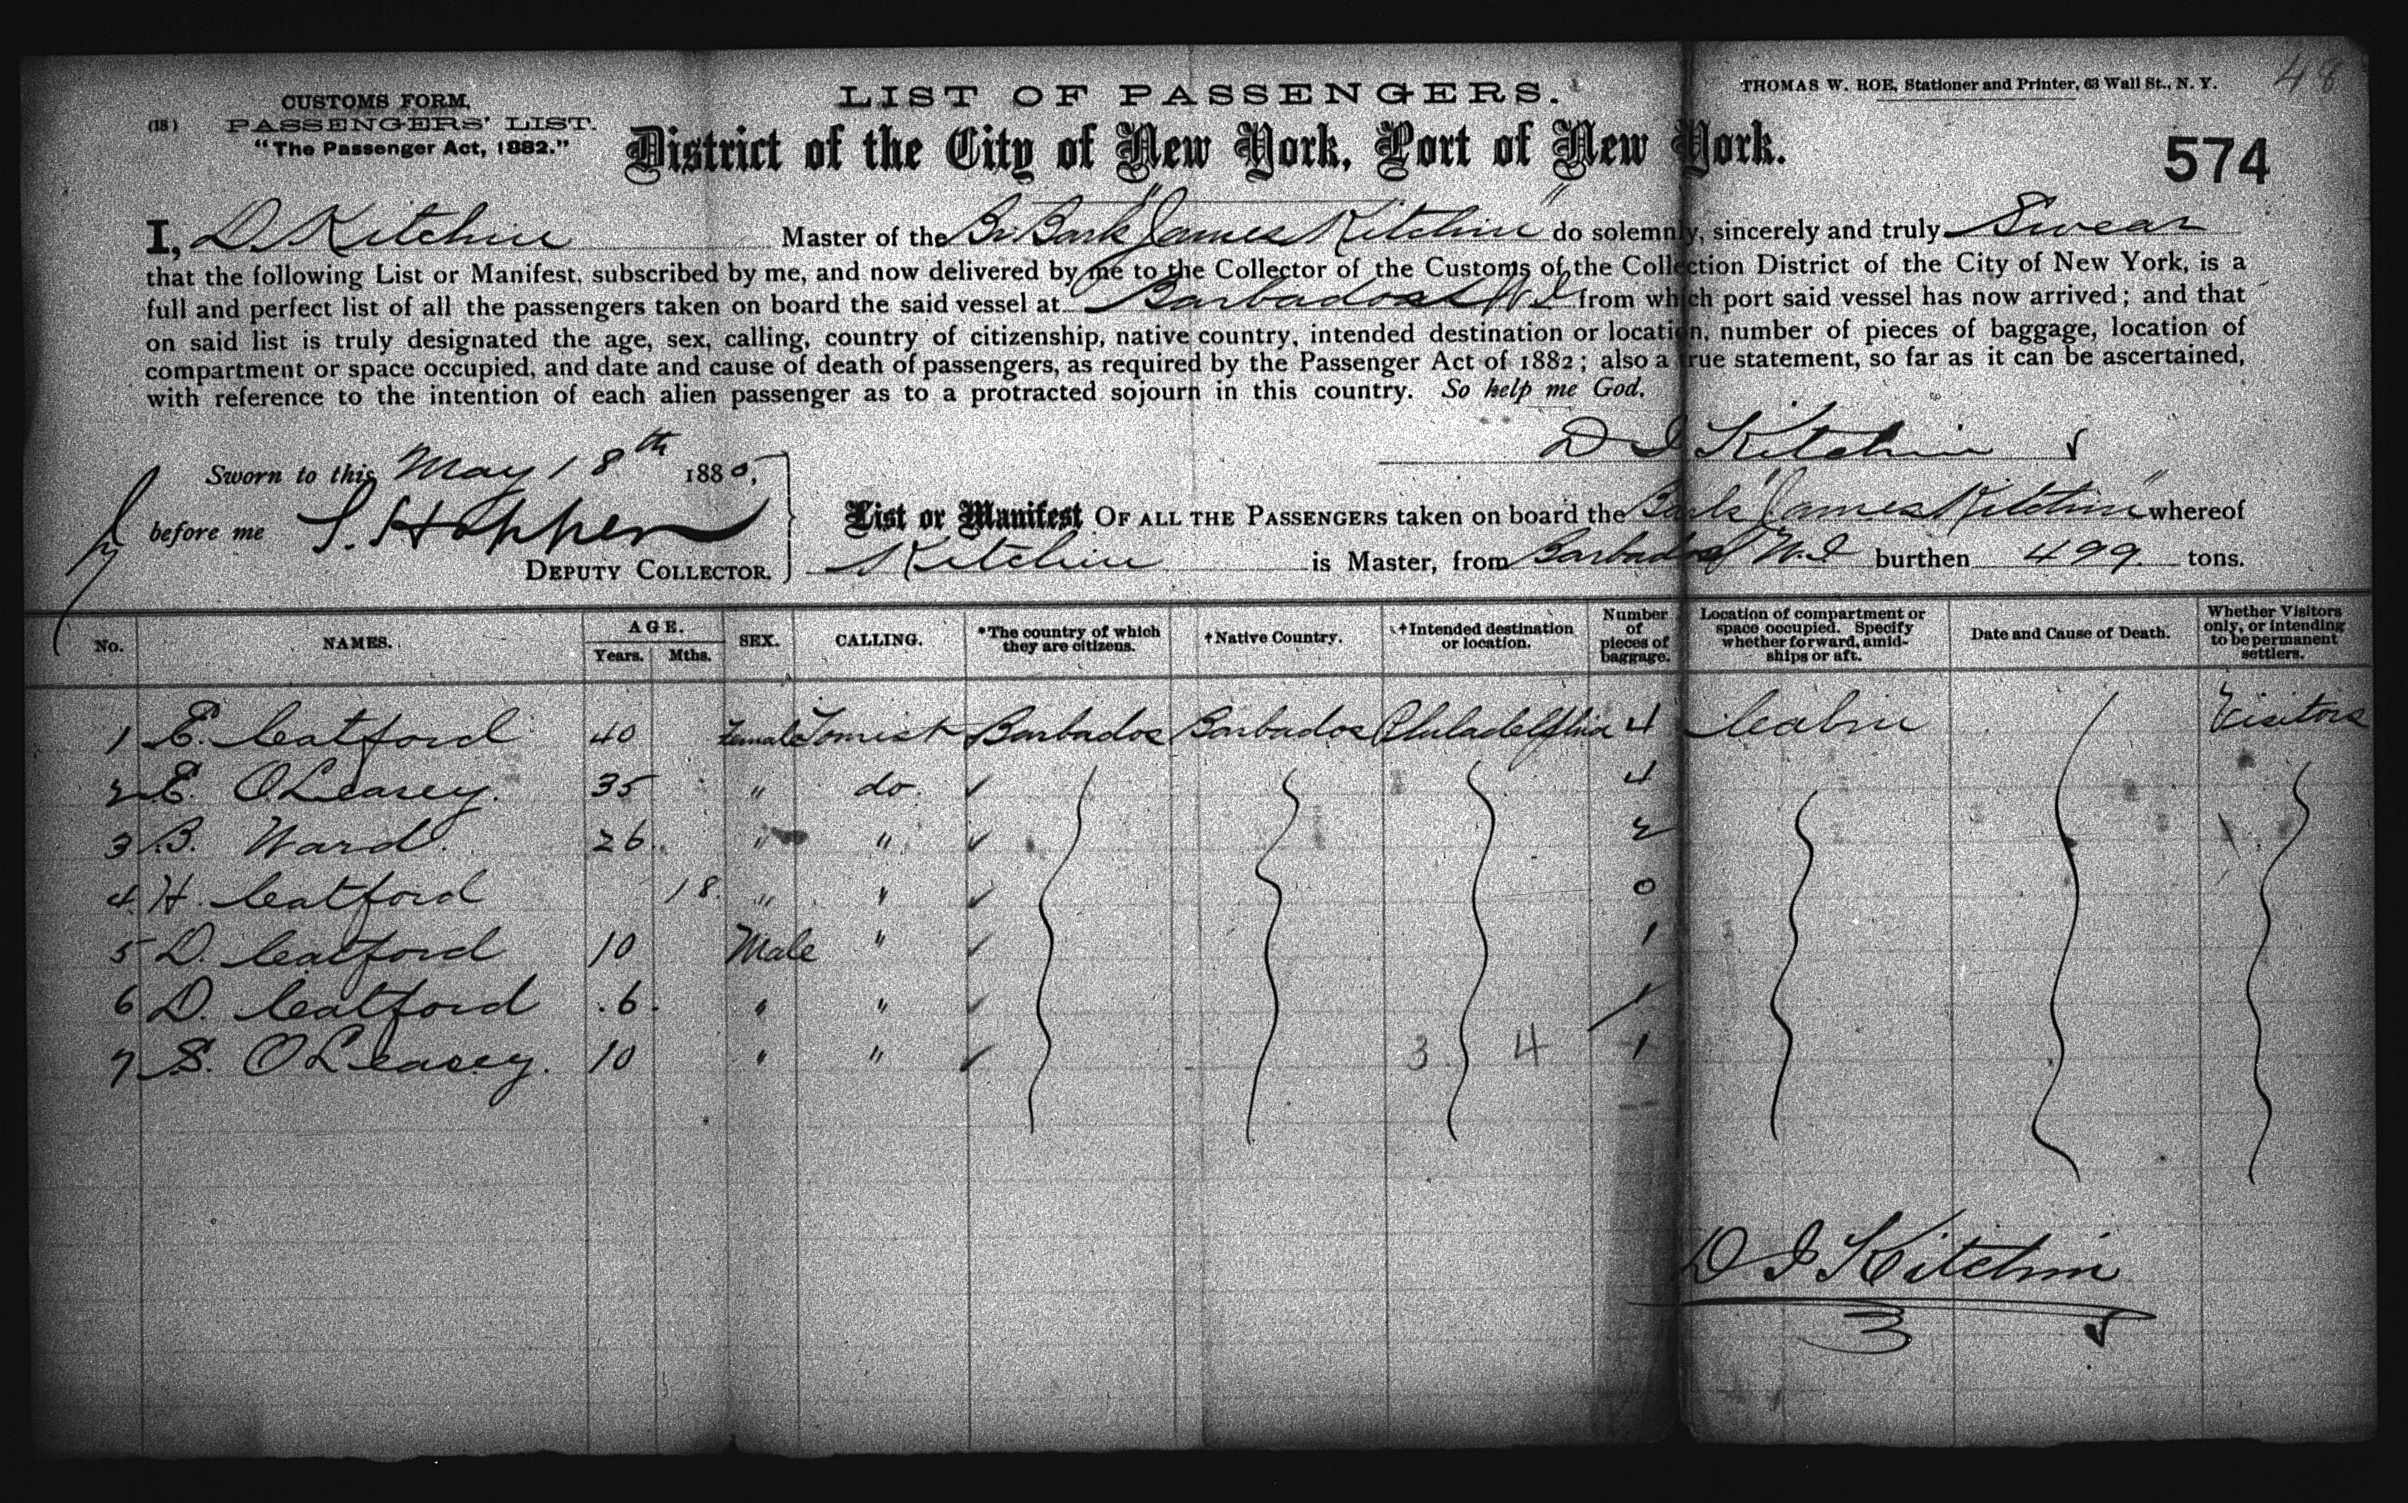 48
CUSTOMS FORM,
LIST OF PASSENGERS.
THOMAS W. ROE, Stationer and Printer, 63 Wall St., N. Y.
(18) PASSENGERS' LIST.
"The Passenger Act, 1882."
District of the City of New York, Port of New York.
574
I, D Kitchin Master of the Br Bark "James Kitchin" do solemnly, sincerely and truly Swear
that the following List or Manifest, subscribed by me, and now delivered by me to the Collector of the Customs of the Collection District of the City of New York, is a
full and perfect list of all the passengers taken on board the said vessel at Barbados W I from which port said vessel has now arrived; and that
on said list is truly designated the age, sex, calling, country of citizenship, native country, intended destination or location, number of pieces of baggage, location of
compartment or space occupied, and date and cause of death of passengers, as required by the Passenger Act of 1882; also a true statement, so far as it can be ascertained,
with reference to the intention of each alien passenger as to a protracted sojourn in this country. So help me God.
D I Kitchin
Sworn to this May 18th 1885,
before me S. Hopper
DEPUTY COLLECTOR.
List or Manifest OF ALL THE PASSENGERS taken on board the Bark "James Kitchin" whereof
Kitchin is Master, from Barbados W. I burthen 499 tons.
No. NAMES. AGE. Years. Mths. SEX. CALLING. *The country of which they are citizens. †Native Country. †Intended destination or location. Number of pieces of baggage. Location of compartment or space occupied. Specify whether forward, amidships or aft. Date and Cause of Death. Whether Visitors only, or intending to be permanent settlers.
1 E. Catford 40 Female Tourist Barbados Barbados Philadelphia 4 Cabin Visitors
2 E. O'Learey. 35 " do. 4
3 B. Ward. 26 " " 2
4 H. Catford 18 " " 0
5 D. Catford 10 Male " 1
6 D. Catford 6 " " 1
7 S. O'Leasey. 10 " " 3 4 1
D I Kitchin